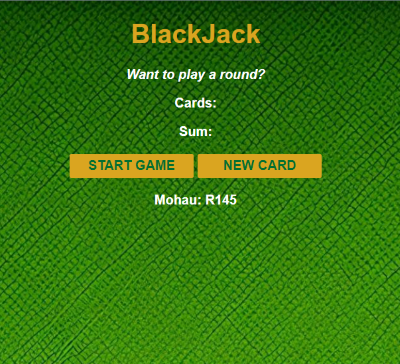 BlackJack
Want to play a round?
Cards:
Sum:
START GAME NEW CARD
Mohau: R145